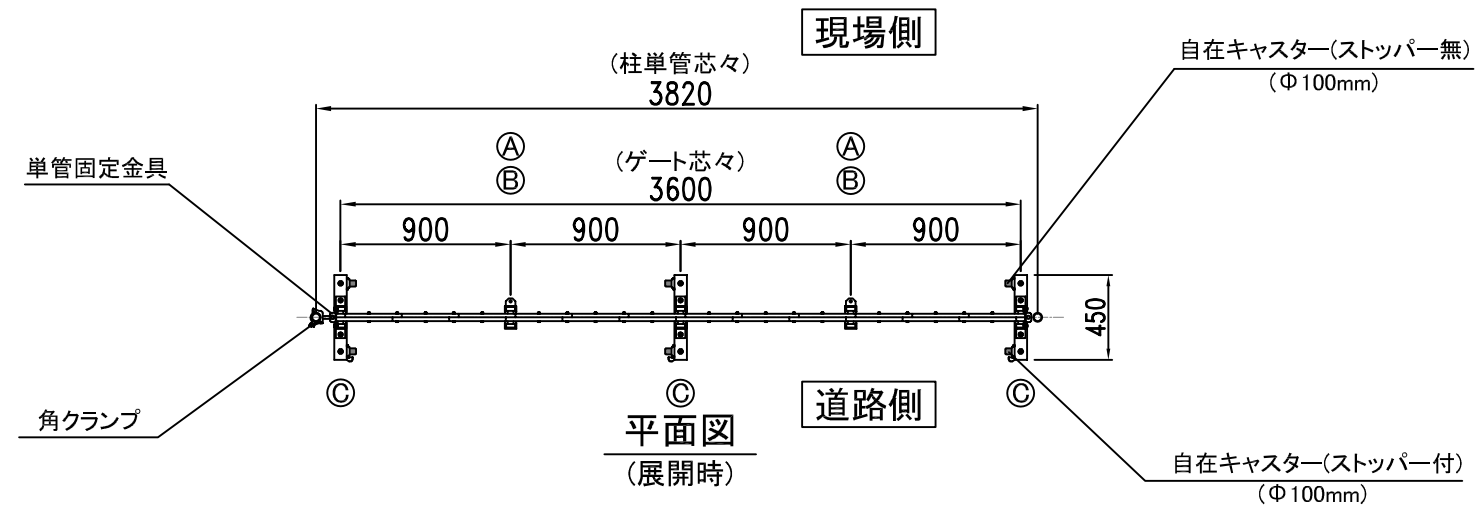 現場側
自在キャスター(ストッパー無)
(Φ100mm)
(柱単管芯々)
3820
Ⓐ Ⓐ
単管固定金具
(ゲート芯々)
Ⓑ Ⓑ
3600
900 900 900 900
450
Ⓒ Ⓒ Ⓒ
道路側
角クランプ
平面図
(展開時)
自在キャスター(ストッパー付)
(Φ100mm)